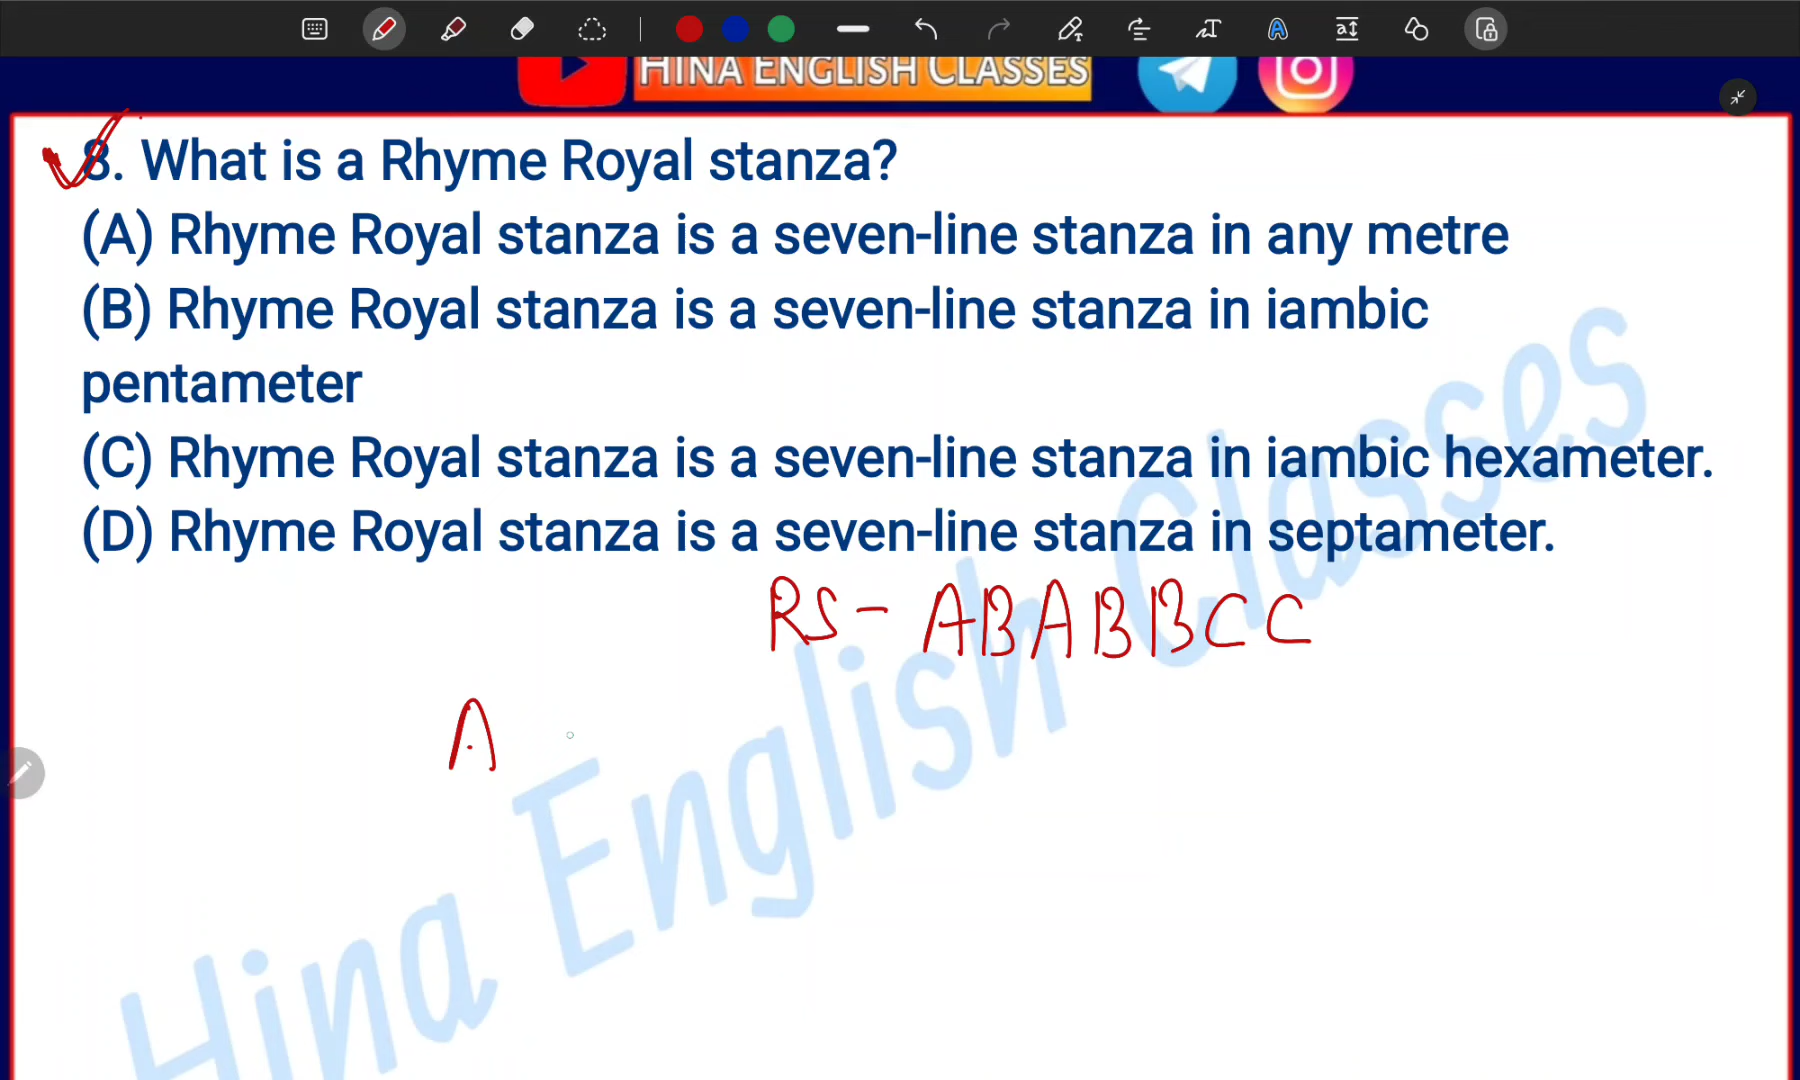 HINA ENGLISH CLASSES
8. What is a Rhyme Royal stanza?
(A) Rhyme Royal stanza is a seven-line stanza in any metre
(B) Rhyme Royal stanza is a seven-line stanza in iambic
pentameter
(C) Rhyme Royal stanza is a seven-line stanza in iambic hexameter.
(D) Rhyme Royal stanza is a seven-line stanza in septameter.
RS - ABABBCC
A
Hina English Classes